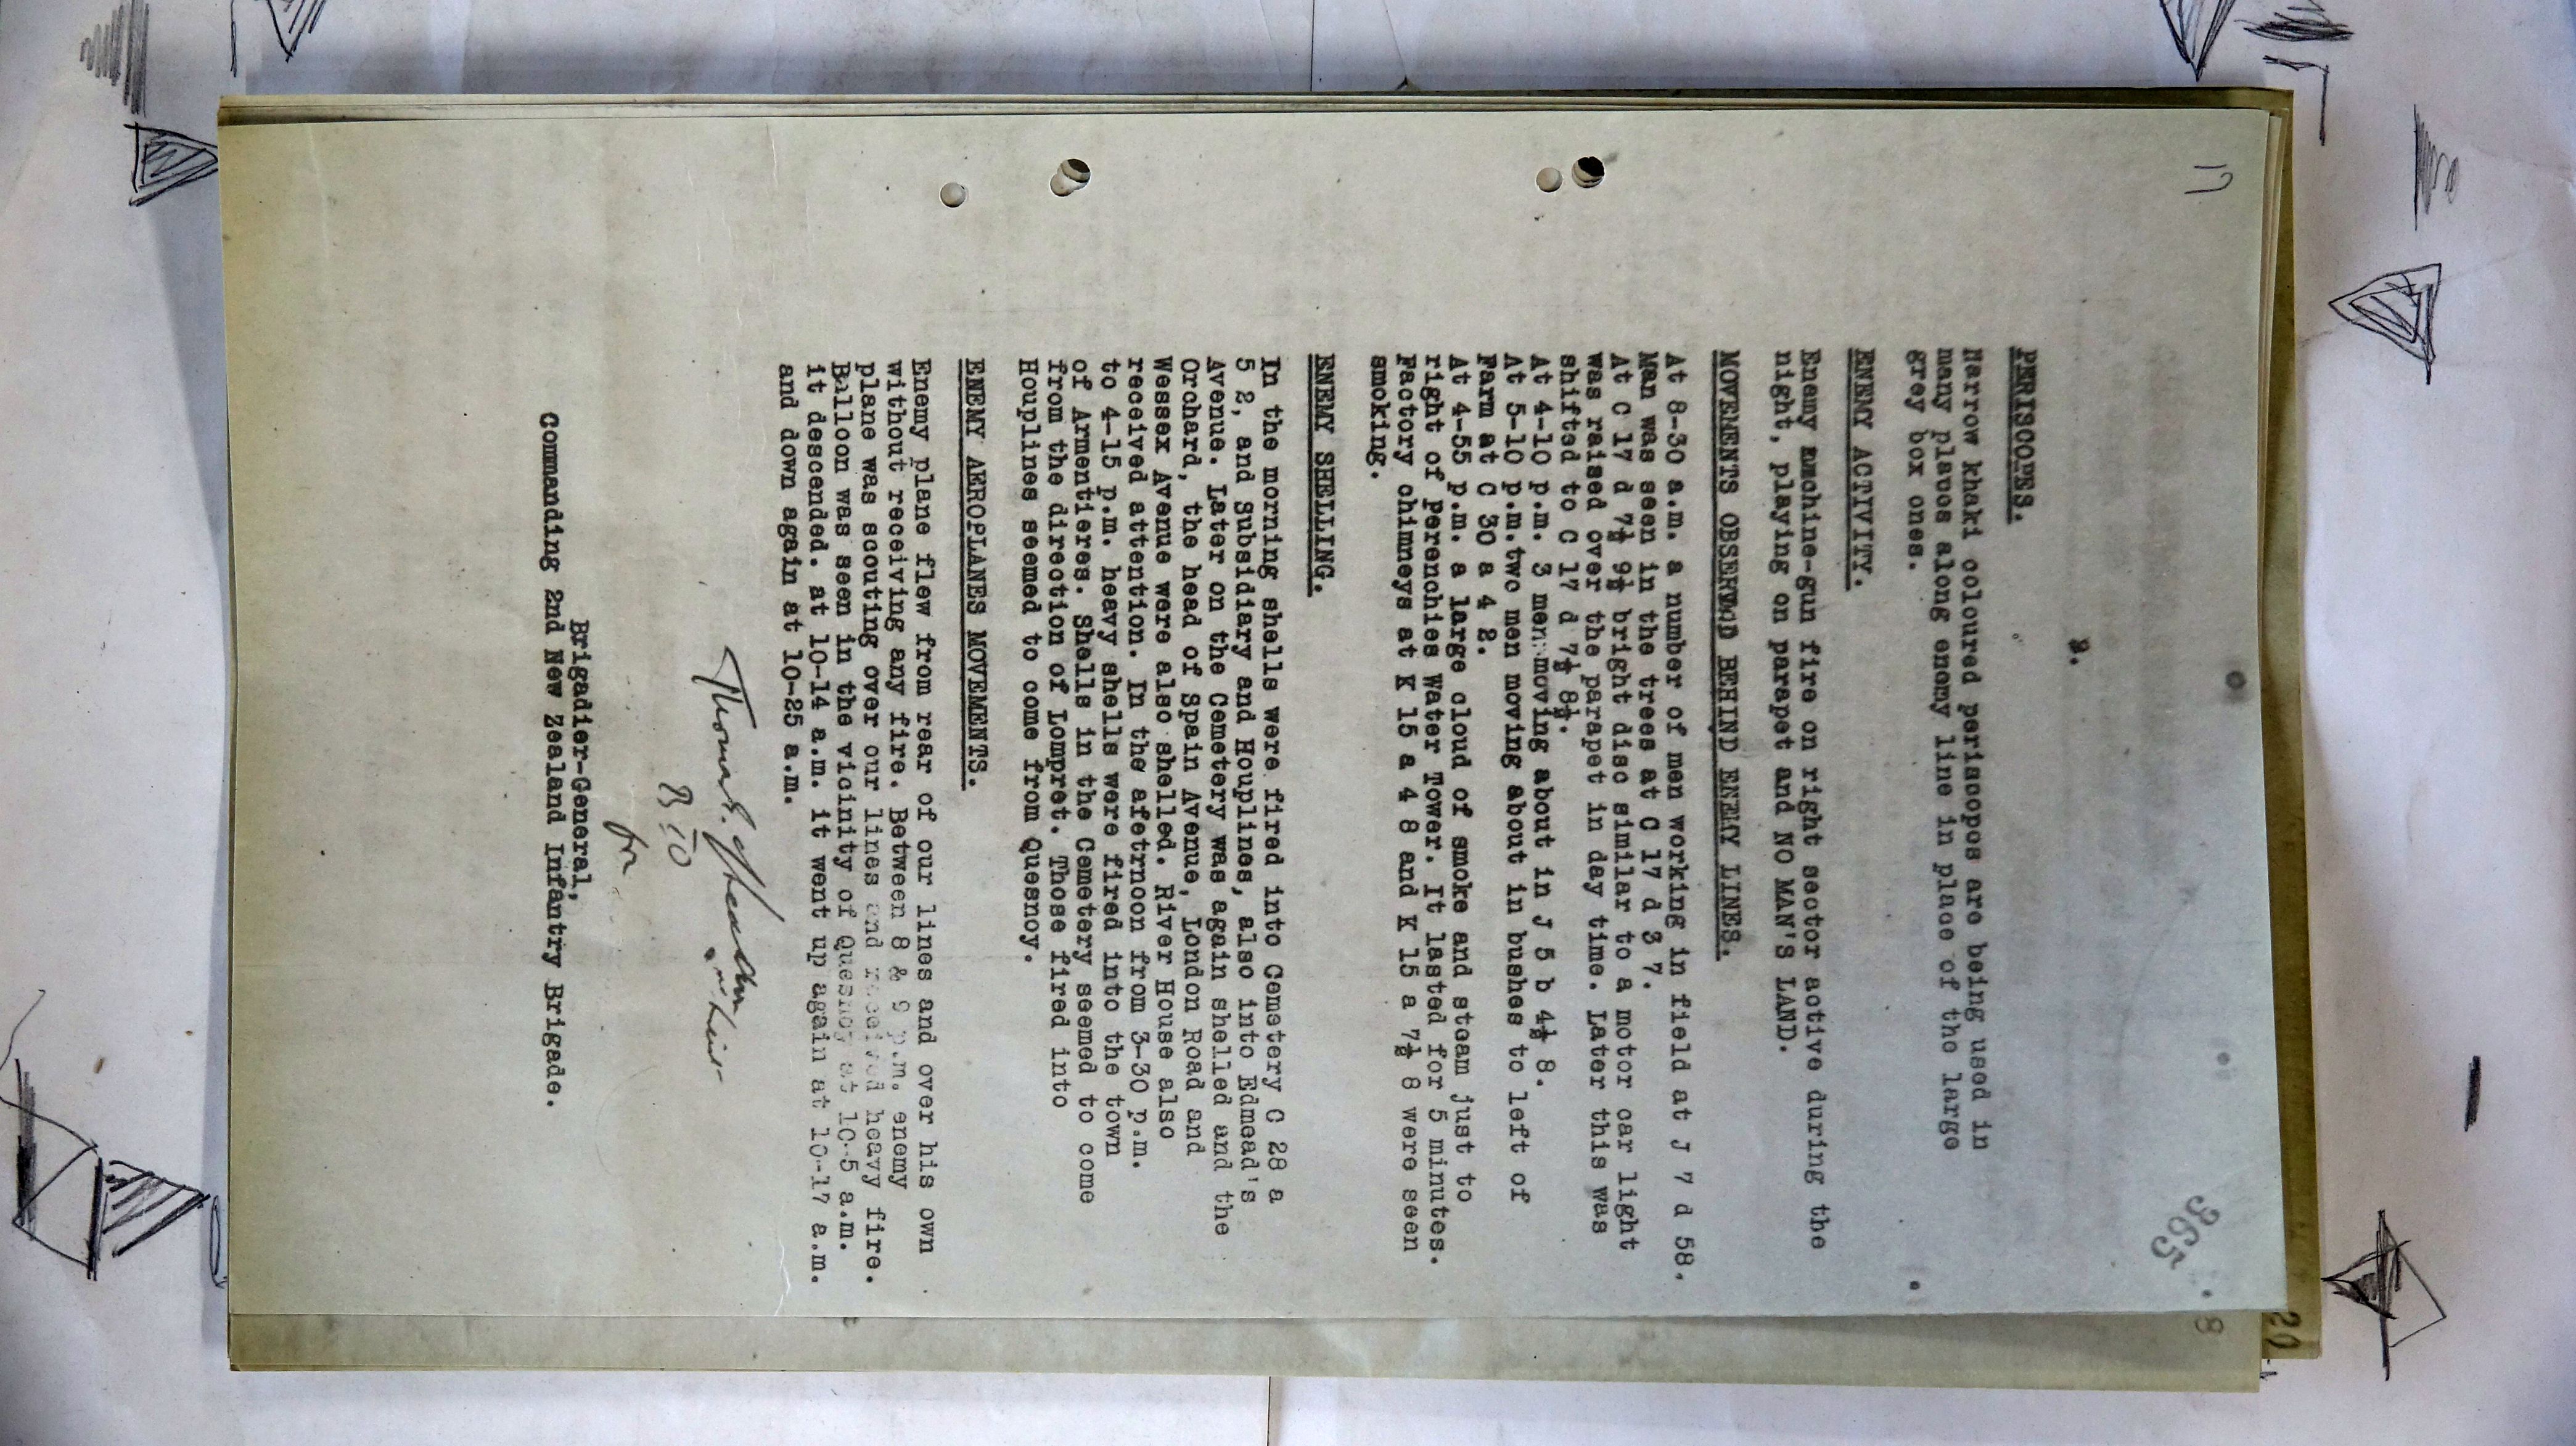 17
365
2.
PERISCOPES.
Narrow khaki coloured periscopes are being used in
many places along enemy line in place of the large
grey box ones.
ENEMY ACTIVITY.
Enemy machine-gun fire on right sector active during the
night, playing on parapet and NO MAN'S LAND.
MOVEMENTS OBSERVED BEHIND ENEMY LINES.
At 8-30 a.m. a number of men working in field at J 7 d 58.
Man was seen in the trees at C 17 d 3 7.
At C 17 d 7½ 9½ bright disc similar to a motor car light
was raised over the parapet in day time. Later this was
shifted to C 17 d 7½ 8½.
At 4-10 p.m. 3 men moving about in J 5 b 4½ 8.
At 5-10 p.m. two men moving about in bushes to left of
Farm at C 30 a 4 2.
At 4-55 p.m. a large cloud of smoke and steam just to
right of Perenchies Water Tower. It lasted for 5 minutes.
Factory chimneys at K 15 a 4 8 and K 15 a 7½ 8 were seen
smoking.
ENEMY SHELLING.
In the morning shells were fired into Cemetery C 28 a
5 2, and Subsidiary and Houplines, also into Edmead's
Avenue. Later on the Cemetery was again shelled and the
Orchard, the head of Spain Avenue, London Road and
Wessex Avenue were also shelled. River House also
received attention. In the afetrnoon from 3-30 p.m.
to 4-15 p.m. heavy shells were fired into the town
of Armentieres. Shells in the Cemetery seemed to come
from the direction of Lompret. Those fired into
Houplines seemed to come from Quesnoy.
ENEMY AEROPLANES MOVEMENTS.
Enemy plane flew from rear of our lines and over his own
without receiving any fire. Between 8 & 9 p.m. enemy
plane was scouting over our lines and received heavy fire.
Balloon was seen in the vicinity of Quesnoy at 10-5 a.m.
it descended. at 10-14 a.m. it went up again at 10-17 a.m.
and down again at 10-25 a.m.
Lieut
for
Brigadier-General,
Commanding 2nd New Zealand Infantry Brigade.
8
20